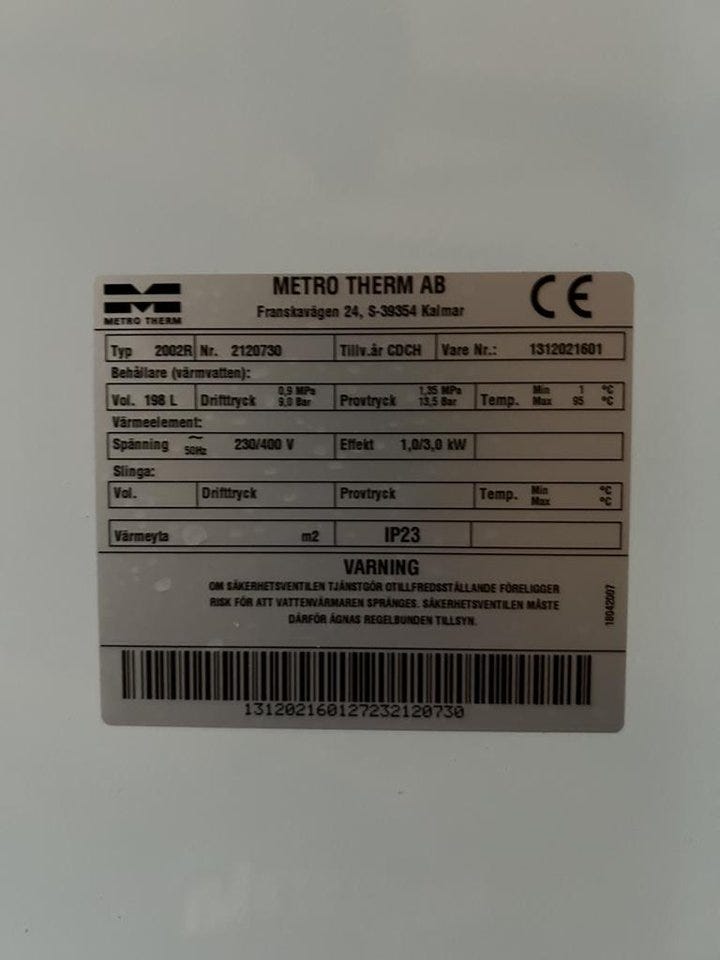 METRO THERM
METRO THERM AB
Franskavägen 24, S-39354 Kalmar
CE
Typ 2002R Nr. 2120730 Tillv.år CDCH Vare Nr.: 1312021601
Behållare (värmvatten):
Vol. 198 L Drifttryck 0,9 MPa 9,0 Bar Provtryck 1,35 MPa 13,5 Bar Temp. Min 1 °C Max 95 °C
Värmeelement:
Spänning ~ 50Hz 230/400 V Effekt 1,0/3,0 kW
Slinga:
Vol. Drifttryck Provtryck Temp. Min °C Max °C
Värmeyta m2 IP23
VARNING
OM SÄKERHETSVENTILEN TJÄNSTGÖR OTILLFREDSSTÄLLANDE FÖRELIGGER
RISK FÖR ATT VATTENVÄRMAREN SPRÄNGES. SÄKERHETSVENTILEN MÅSTE
DÄRFÖR ÄGNAS REGELBUNDEN TILLSYN.
18042007
131202160127232120730